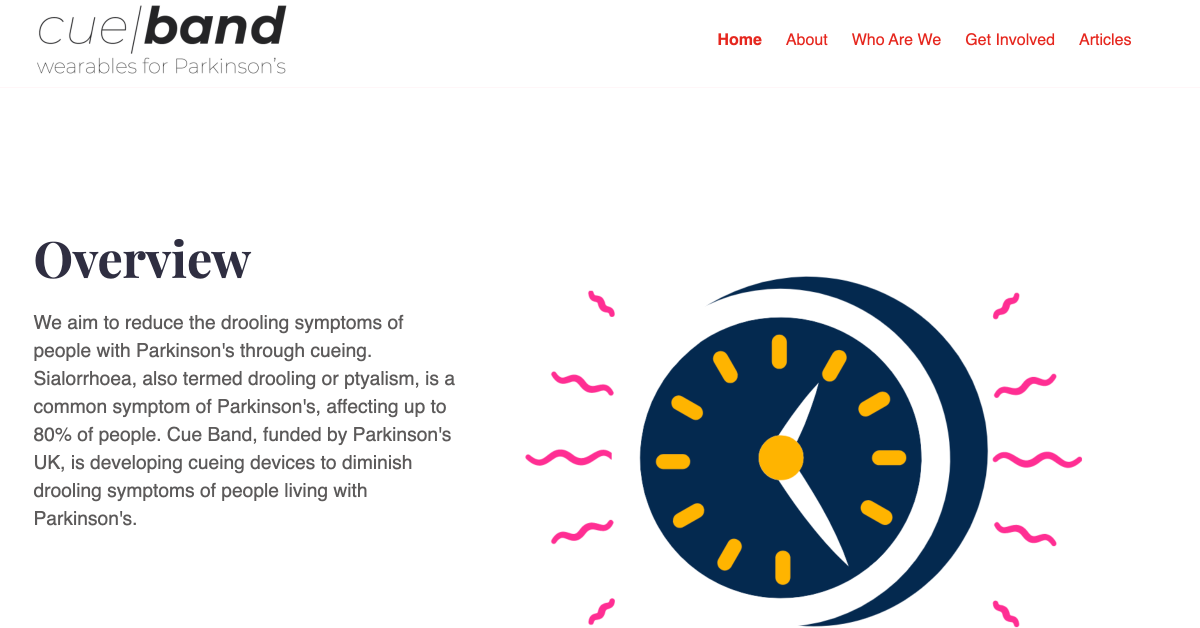 cue/band
wearables for Parkinson's
Home About Who Are We Get Involved Articles
Overview
We aim to reduce the drooling symptoms of
people with Parkinson's through cueing.
Sialorrhoea, also termed drooling or ptyalism, is a
common symptom of Parkinson's, affecting up to
80% of people. Cue Band, funded by Parkinson's
UK, is developing cueing devices to diminish
drooling symptoms of people living with
Parkinson's.